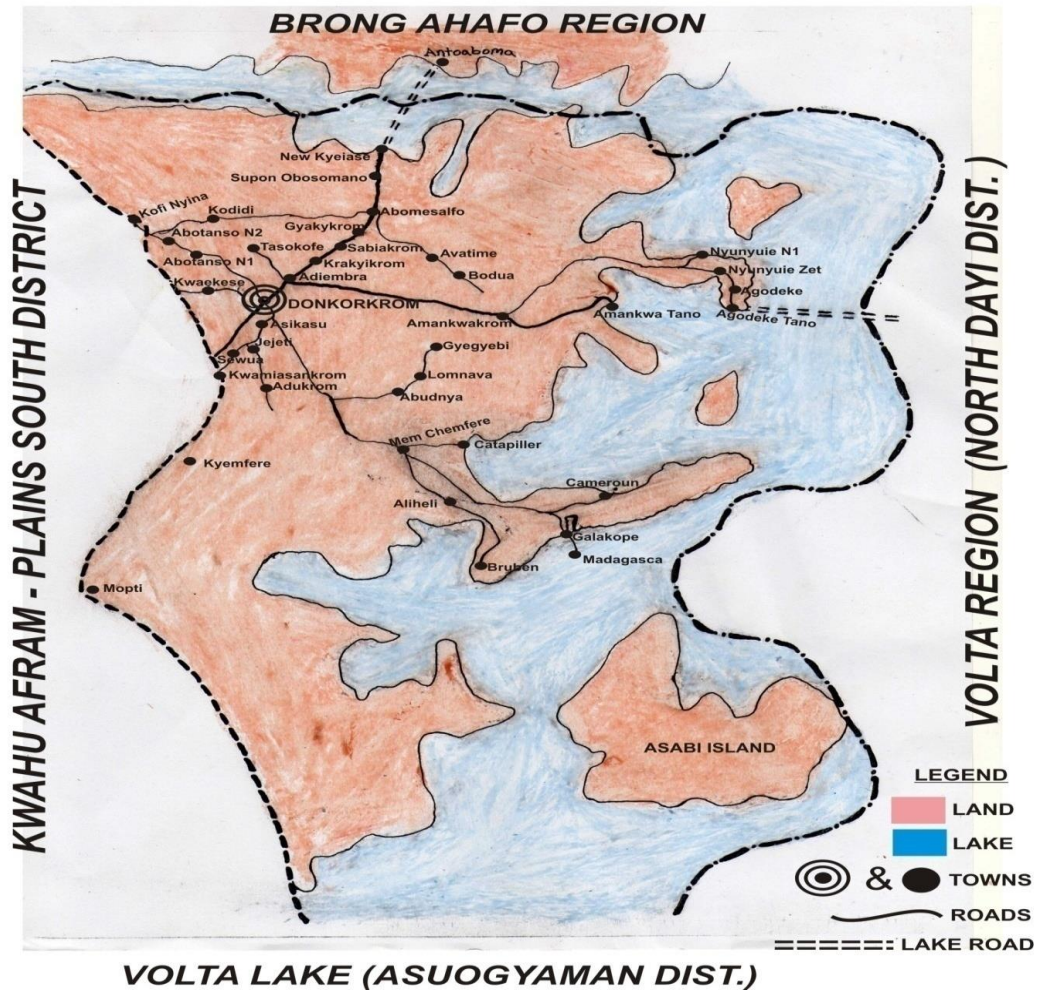 BRONG AHAFO REGION
Antoaboma
New Kyeiase
Supon Obosomano
Kofi Nyina
Kodidi
Abomesalfo
Gyakykrom
Abotanso N2
Tasokofe
Sabiakrom
Avatime
Nyunyuie N1
Abotanso N1
Krakyikrom
Bodua
Nyunyuie Zet
Kwaekese
Adiembra
Agodeke
DONKORKROM
Amankwakrom
Amankwa Tano
Agodeke Tano
Asikasu
Jejeti
Gyegyebi
Sewua
Kwamiasankrom
Lomnava
Adukrom
Abudnya
Mem Chemfere
Catapiller
Kyemfere
Cameroun
Aliheli
Galakope
Bruben
Madagasca
Mopti
KWAHU AFRAM - PLAINS SOUTH DISTRICT
VOLTA REGION (NORTH DAYI DIST.)
ASABI ISLAND
LEGEND
LAND
LAKE
& TOWNS
ROADS
LAKE ROAD
VOLTA LAKE (ASUOGYAMAN DIST.)